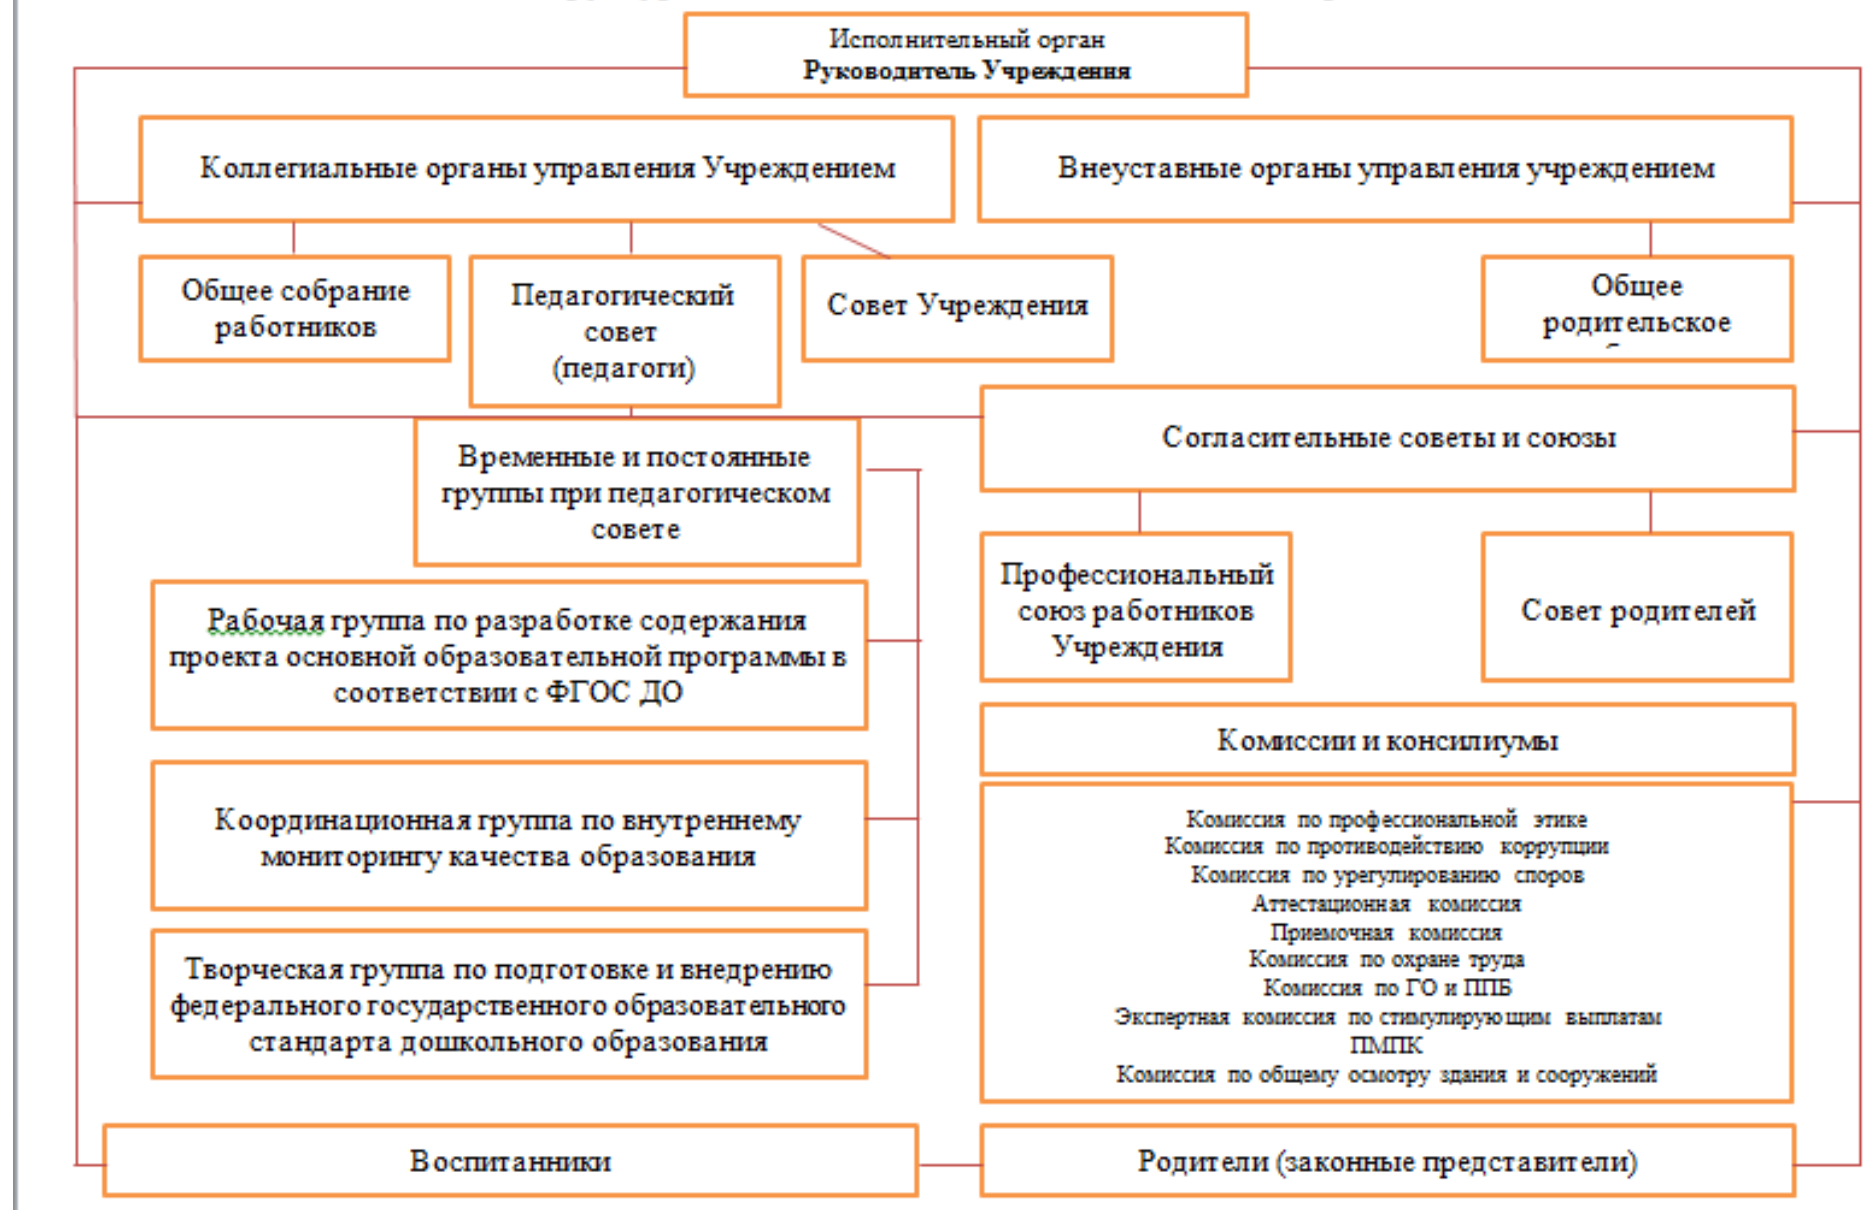 Исполнительный орган
Руководитель Учреждения
Коллегиальные органы управления Учреждением
Внеуставные органы управления учреждением
Общее собрание
работников
Педагогический
совет
(педагоги)
Совет Учреждения
Общее
родительское
Временные и постоянные
группы при педагогическом
совете
Согласительные советы и союзы
Рабочая группа по разработке содержания
проекта основной образовательной программы в
соответствии с ФГОС ДО
Профессиональный
союз работников
Учреждения
Совет родителей
Координационная группа по внутреннему
мониторингу качества образования
Комиссии и консилиумы
Комиссия по профессиональной этике
Комиссия по противодействию коррупции
Комиссия по урегулированию споров
Аттестационная комиссия
Приемочная комиссия
Комиссия по охране труда
Комиссия по ГО и ППБ
Экспертная комиссия по стимулирующим выплатам
ПМПК
Комиссия по общему осмотру здания и сооружений
Творческая группа по подготовке и внедрению
федерального государственного образовательного
стандарта дошкольного образования
Воспитанники
Родители (законные представители)